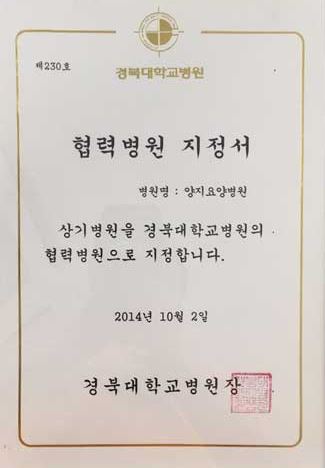 제230호
경북대학교병원
협력병원 지정서
병원명 : 양지요양병원
상기병원을 경북대학교병원의
협력병원으로 지정합니다.
2014년 10월 2일
경북대학교병원장